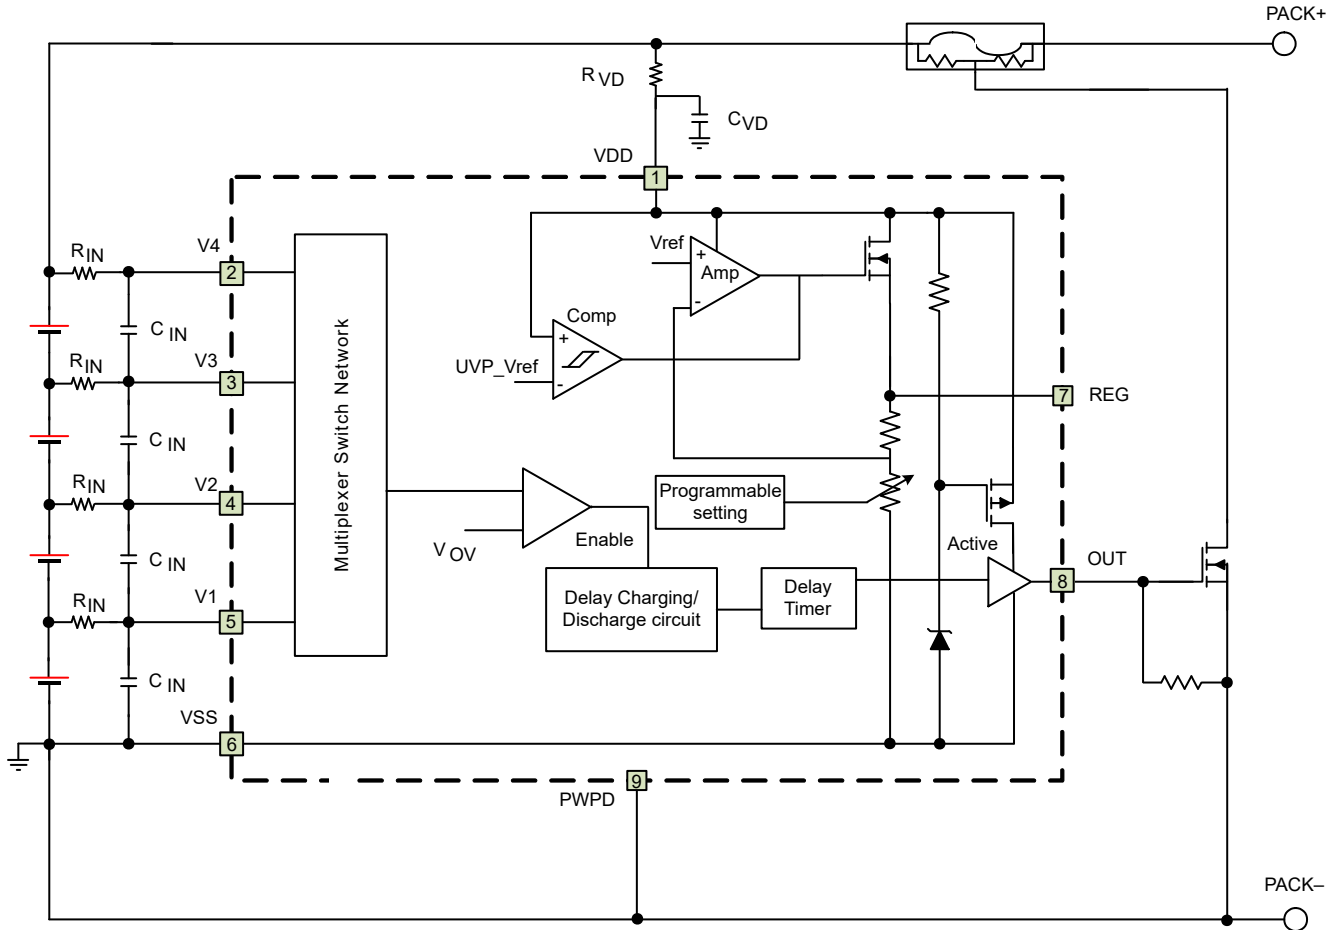 PACK+
R VD
C VD
VDD
1
Vref
+
Amp
-
R IN
V4
2
Comp
+
UVP_Vref
-
C IN
R IN
V3
3
7
REG
C IN
Multiplexer Switch Network
R IN
V2
4
Programmable
setting
V OV
Enable
Active
C IN
OUT
8
R IN
V1
5
Delay Charging/
Discharge circuit
Delay
Timer
C IN
VSS
6
9
PWPD
PACK–